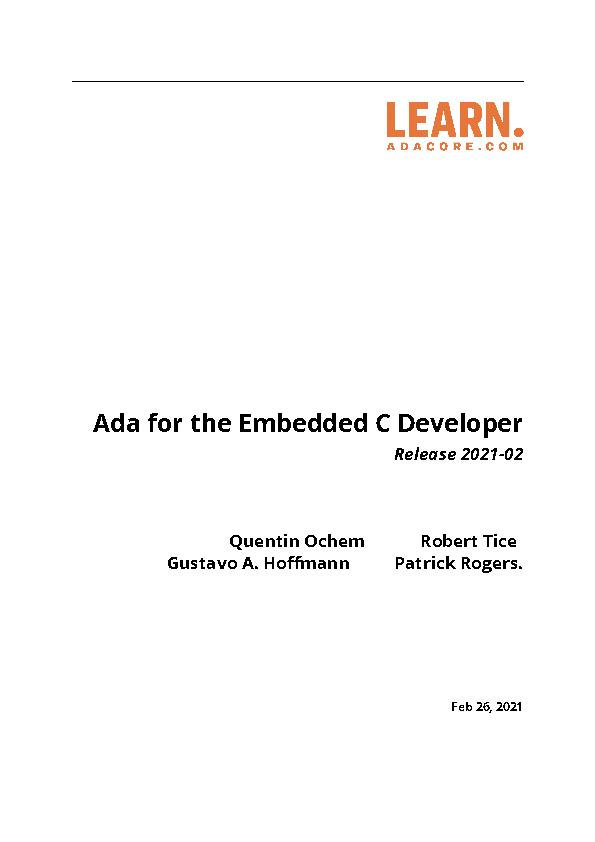 LEARN.
ADACORE.COM
Ada for the Embedded C Developer
Release 2021-02
Quentin Ochem Robert Tice
Gustavo A. Hoffmann Patrick Rogers.
Feb 26, 2021